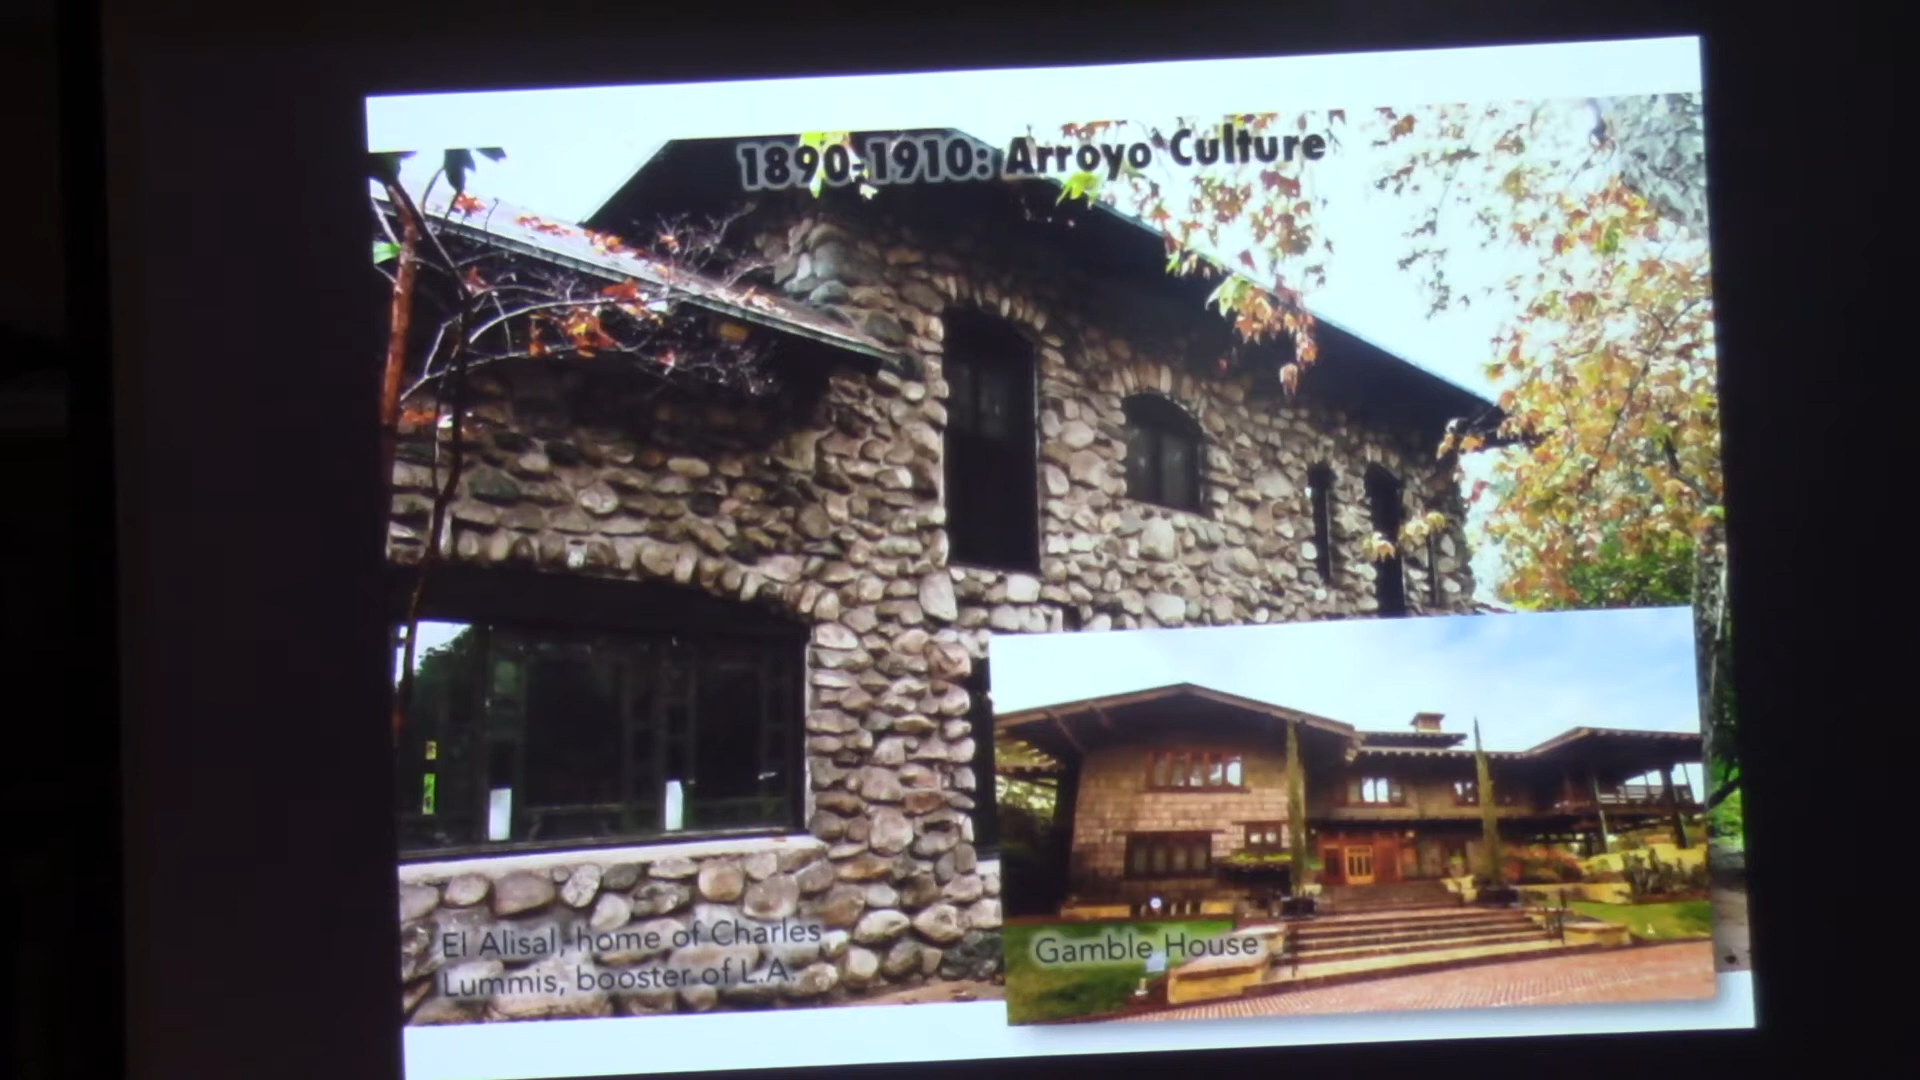 1890-1910: Arroyo Culture
El Alisal, home of Charles
Lummis, booster of L.A.
Gamble House